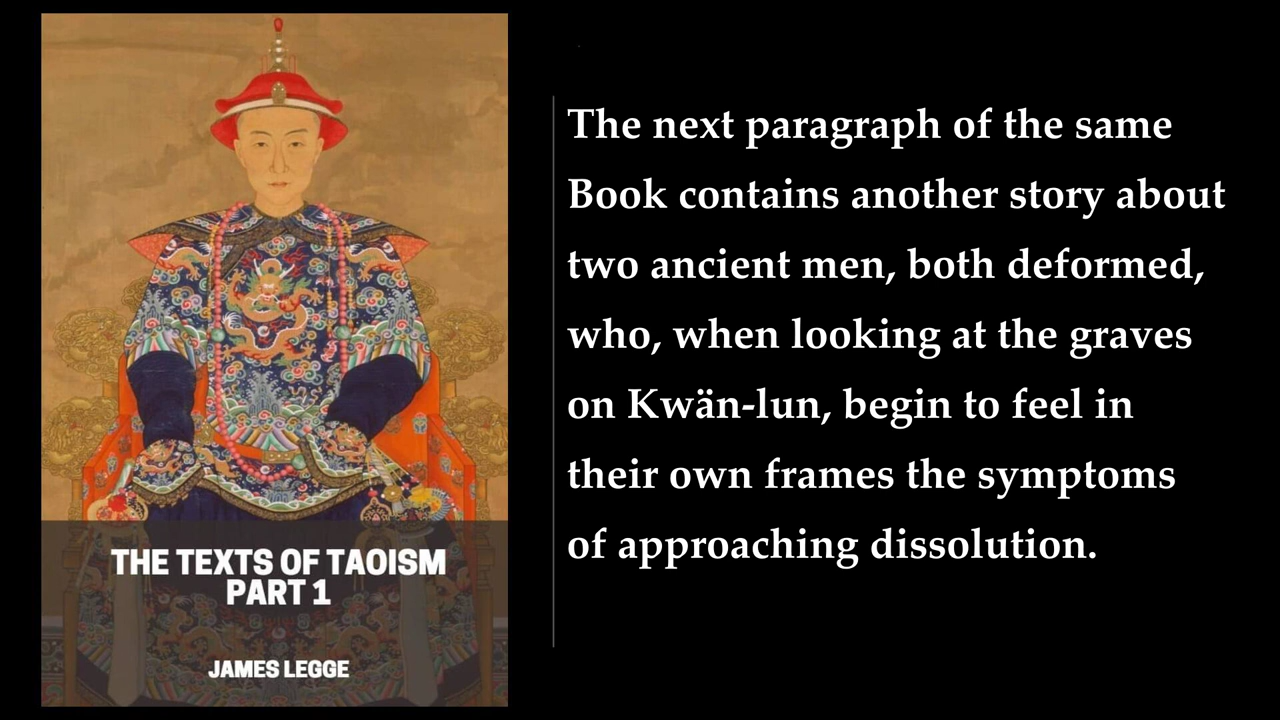 The next paragraph of the same
Book contains another story about
two ancient men, both deformed,
who, when looking at the graves
on Kwän-lun, begin to feel in
their own frames the symptoms
of approaching dissolution.
THE TEXTS OF TAOISM
PART 1
JAMES LEGGE